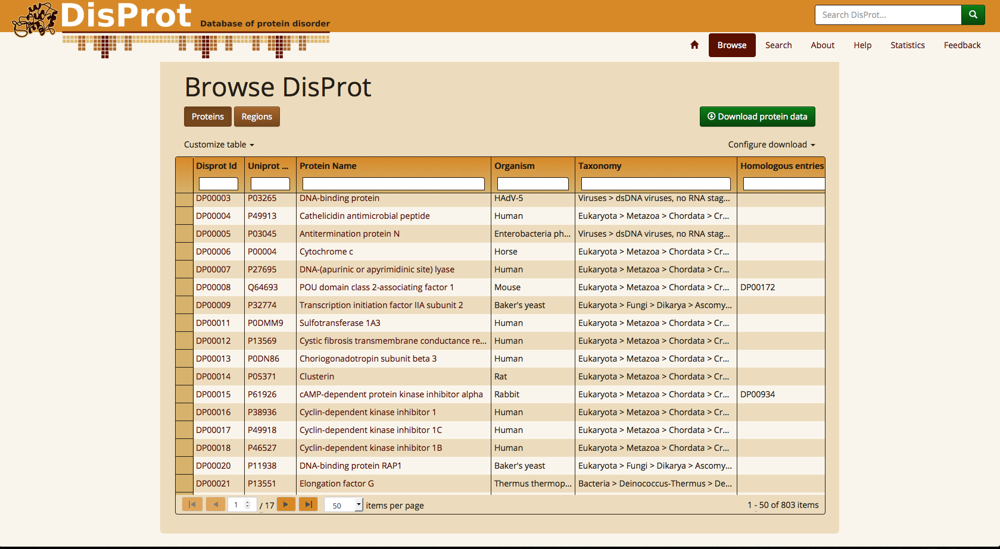 DisProt Database of protein disorder
Search DisProt...
Browse Search About Help Statistics Feedback
Browse DisProt
Proteins Regions Download protein data
Customize table Configure download
Disprot Id Uniprot ... Protein Name Organism Taxonomy Homologous entries
DP00003 P03265 DNA-binding protein HAdV-5 Viruses > dsDNA viruses, no RNA stag...
DP00004 P49913 Cathelicidin antimicrobial peptide Human Eukaryota > Metazoa > Chordata > Cr...
DP00005 P03045 Antitermination protein N Enterobacteria ph... Viruses > dsDNA viruses, no RNA stag...
DP00006 P00004 Cytochrome c Horse Eukaryota > Metazoa > Chordata > Cr...
DP00007 P27695 DNA-(apurinic or apyrimidinic site) lyase Human Eukaryota > Metazoa > Chordata > Cr...
DP00008 Q64693 POU domain class 2-associating factor 1 Mouse Eukaryota > Metazoa > Chordata > Cr... DP00172
DP00009 P32774 Transcription initiation factor IIA subunit 2 Baker's yeast Eukaryota > Fungi > Dikarya > Ascomy...
DP00011 P0DMM9 Sulfotransferase 1A3 Human Eukaryota > Metazoa > Chordata > Cr...
DP00012 P13569 Cystic fibrosis transmembrane conductance re... Human Eukaryota > Metazoa > Chordata > Cr...
DP00013 P0DN86 Choriogonadotropin subunit beta 3 Human Eukaryota > Metazoa > Chordata > Cr...
DP00014 P05371 Clusterin Rat Eukaryota > Metazoa > Chordata > Cr...
DP00015 P61926 cAMP-dependent protein kinase inhibitor alpha Rabbit Eukaryota > Metazoa > Chordata > Cr... DP00934
DP00016 P38936 Cyclin-dependent kinase inhibitor 1 Human Eukaryota > Metazoa > Chordata > Cr...
DP00017 P49918 Cyclin-dependent kinase inhibitor 1C Human Eukaryota > Metazoa > Chordata > Cr...
DP00018 P46527 Cyclin-dependent kinase inhibitor 1B Human Eukaryota > Metazoa > Chordata > Cr...
DP00020 P11938 DNA-binding protein RAP1 Baker's yeast Eukaryota > Fungi > Dikarya > Ascomy...
DP00021 P13551 Elongation factor G Thermus thermop... Bacteria > Deinococcus-Thermus > De...
1 / 17 50 items per page 1 - 50 of 803 items